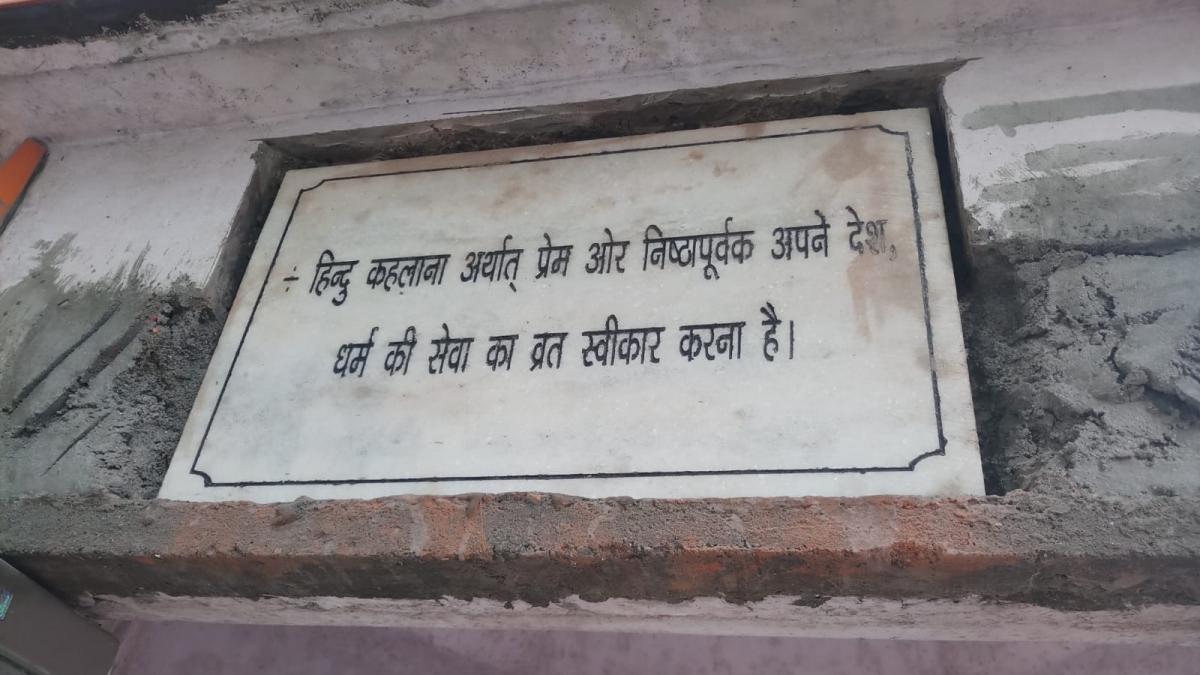 ÷ हिन्दु कहलाना अर्थात् प्रेम ओर निष्ठापूर्वक अपने देश,
धर्म की सेवा का व्रत स्वीकार करना है।